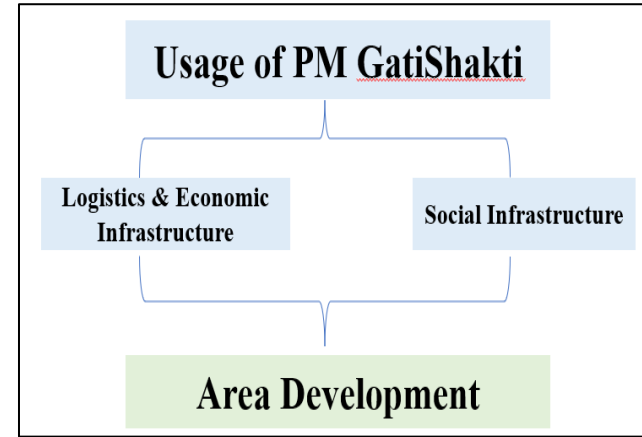 Usage of PM GatiShakti
Logistics & Economic
Infrastructure
Social Infrastructure
Area Development